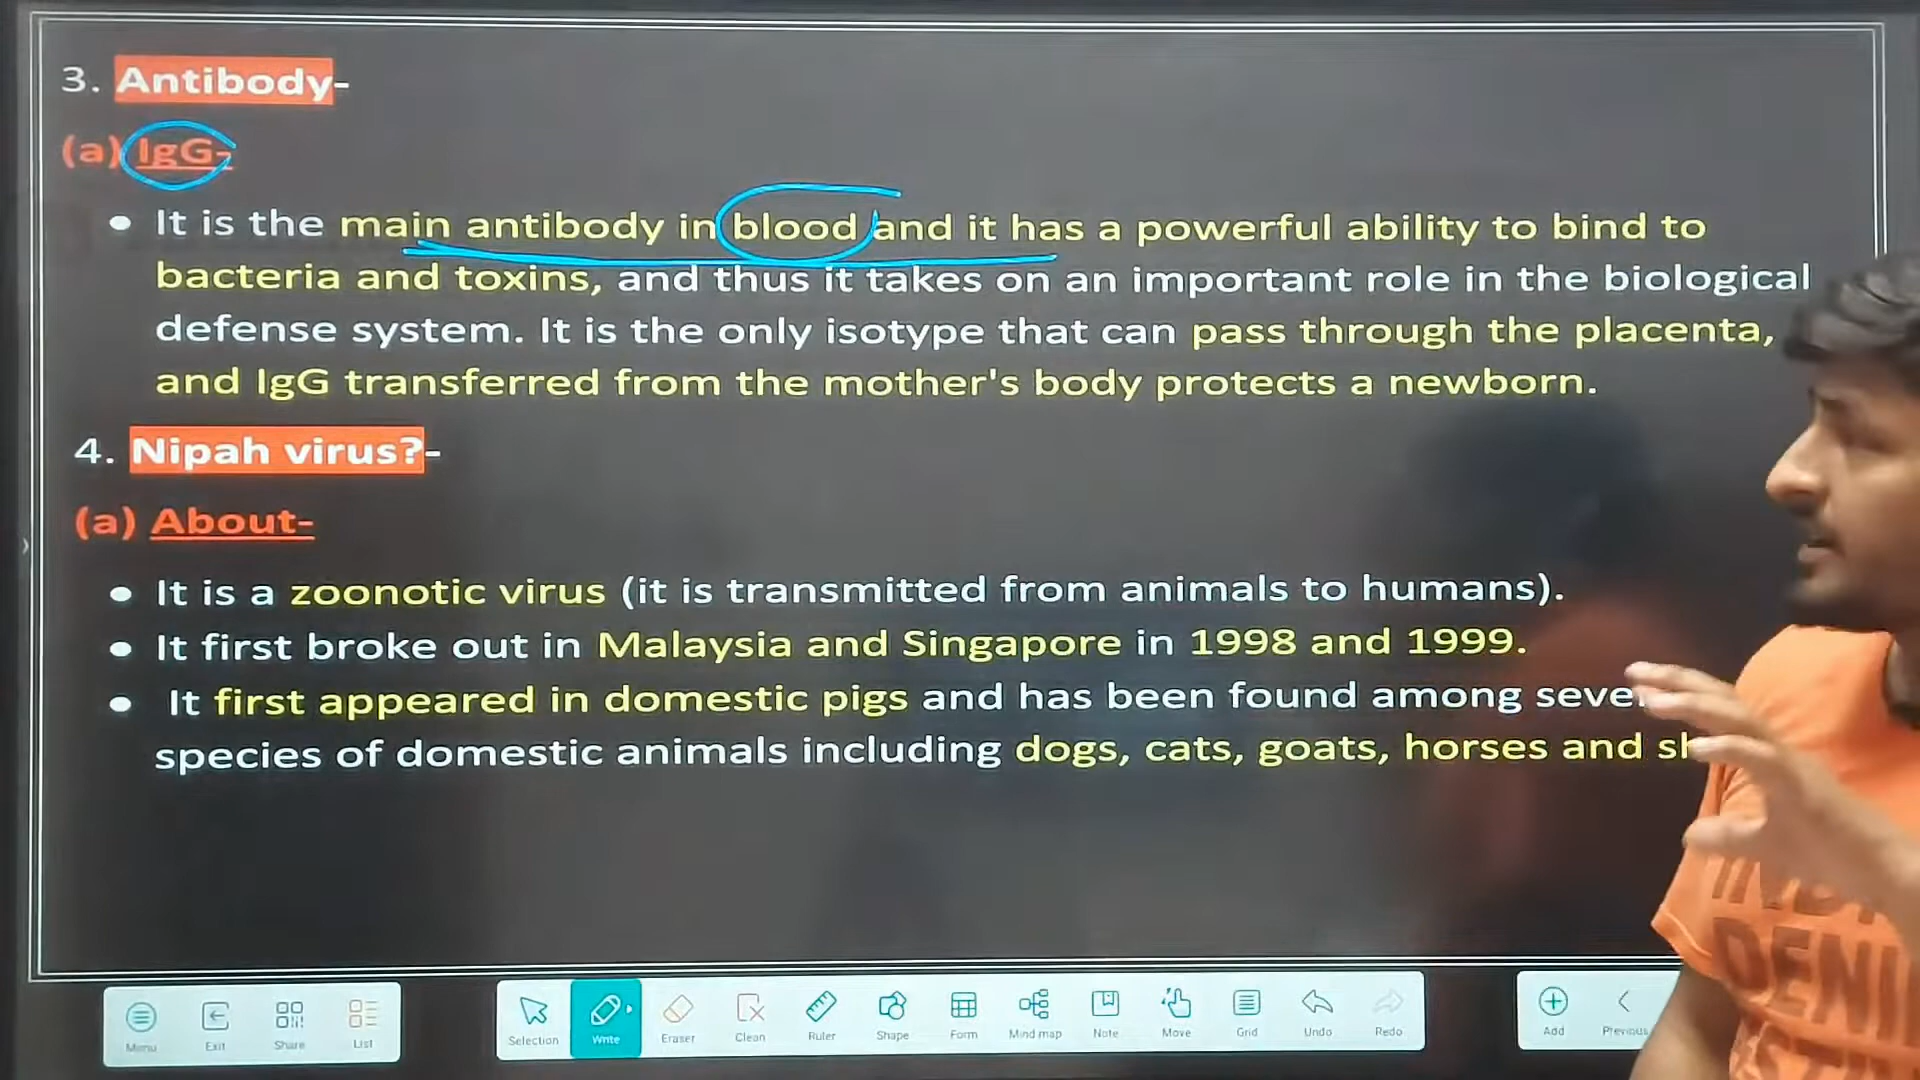 3. Antibody-
(a) IgG-
• It is the main antibody in blood and it has a powerful ability to bind to
bacteria and toxins, and thus it takes on an important role in the biological
defense system. It is the only isotype that can pass through the placenta,
and IgG transferred from the mother's body protects a newborn.
4. Nipah virus?-
(a) About-
• It is a zoonotic virus (it is transmitted from animals to humans).
• It first broke out in Malaysia and Singapore in 1998 and 1999.
• It first appeared in domestic pigs and has been found among
species of domestic animals including dogs, cats, goats, horses and
DENI
Menu Exit Share List Selection Write Eraser Clean Ruler Shape Form Mind map Note Move Grid Undo Redo Add Previous